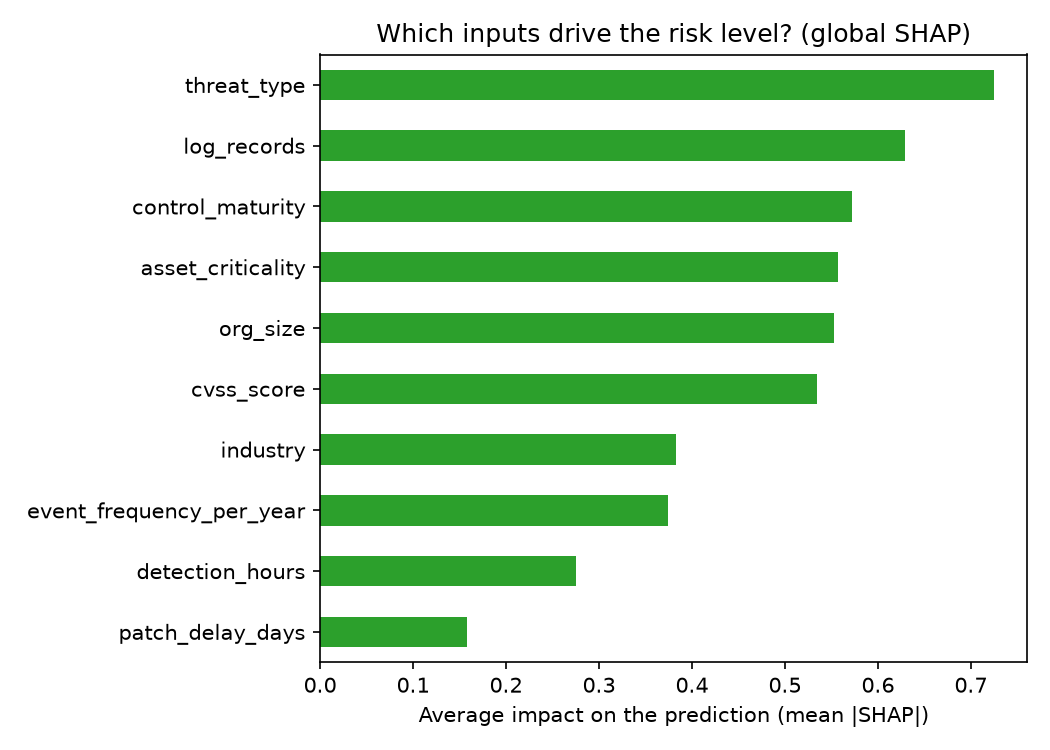 Which inputs drive the risk level? (global SHAP)
threat_type
log_records
control_maturity
asset_criticality
org_size
cvss_score
industry
event_frequency_per_year
detection_hours
patch_delay_days
0.0 0.1 0.2 0.3 0.4 0.5 0.6 0.7
Average impact on the prediction (mean |SHAP|)